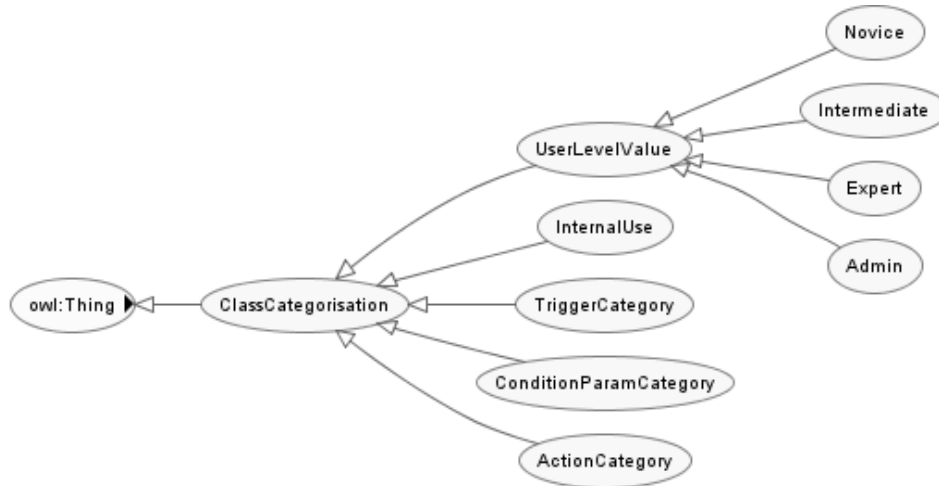 Novice
Intermediate
UserLevelValue
Expert
InternalUse
Admin
owl:Thing
ClassCategorisation
TriggerCategory
ConditionParamCategory
ActionCategory